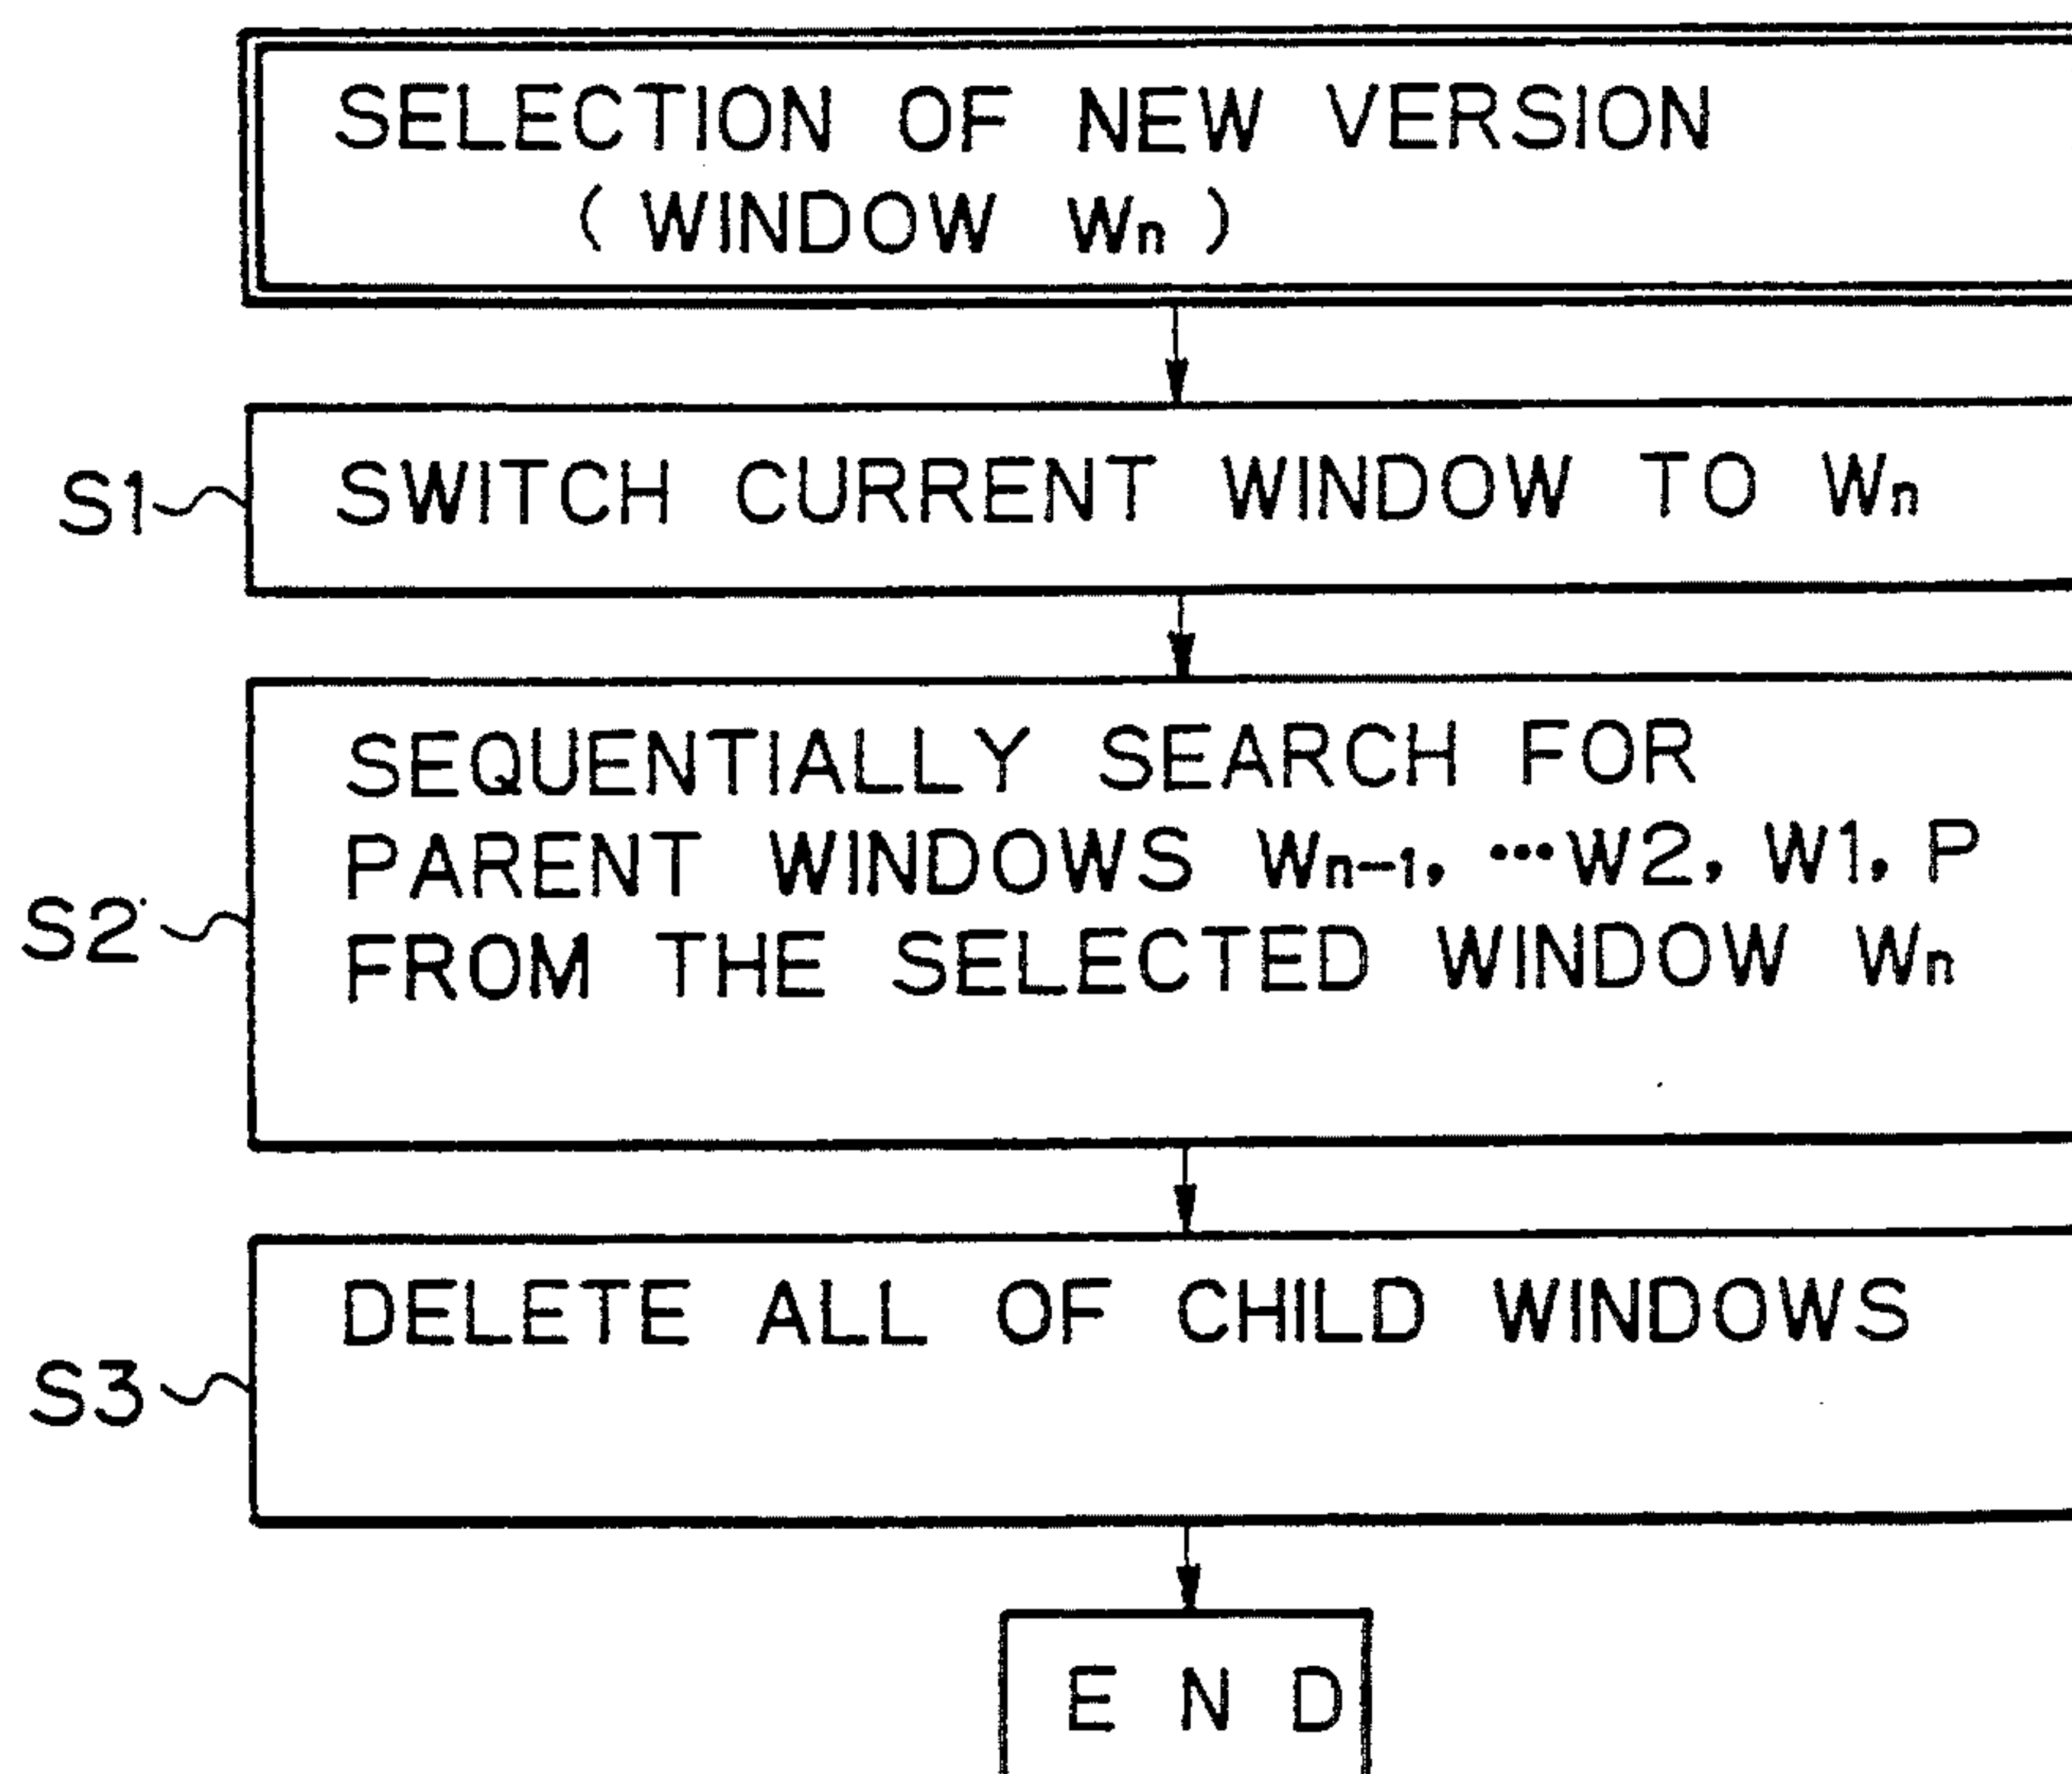 SELECTION OF NEW VERSION
( WINDOW Wn )
S1
SWITCH CURRENT WINDOW TO Wn
SEQUENTIALLY SEARCH FOR
PARENT WINDOWS Wn-1, ...W2, W1, P
S2
FROM THE SELECTED WINDOW Wn
DELETE ALL OF CHILD WINDOWS
S3
E N D